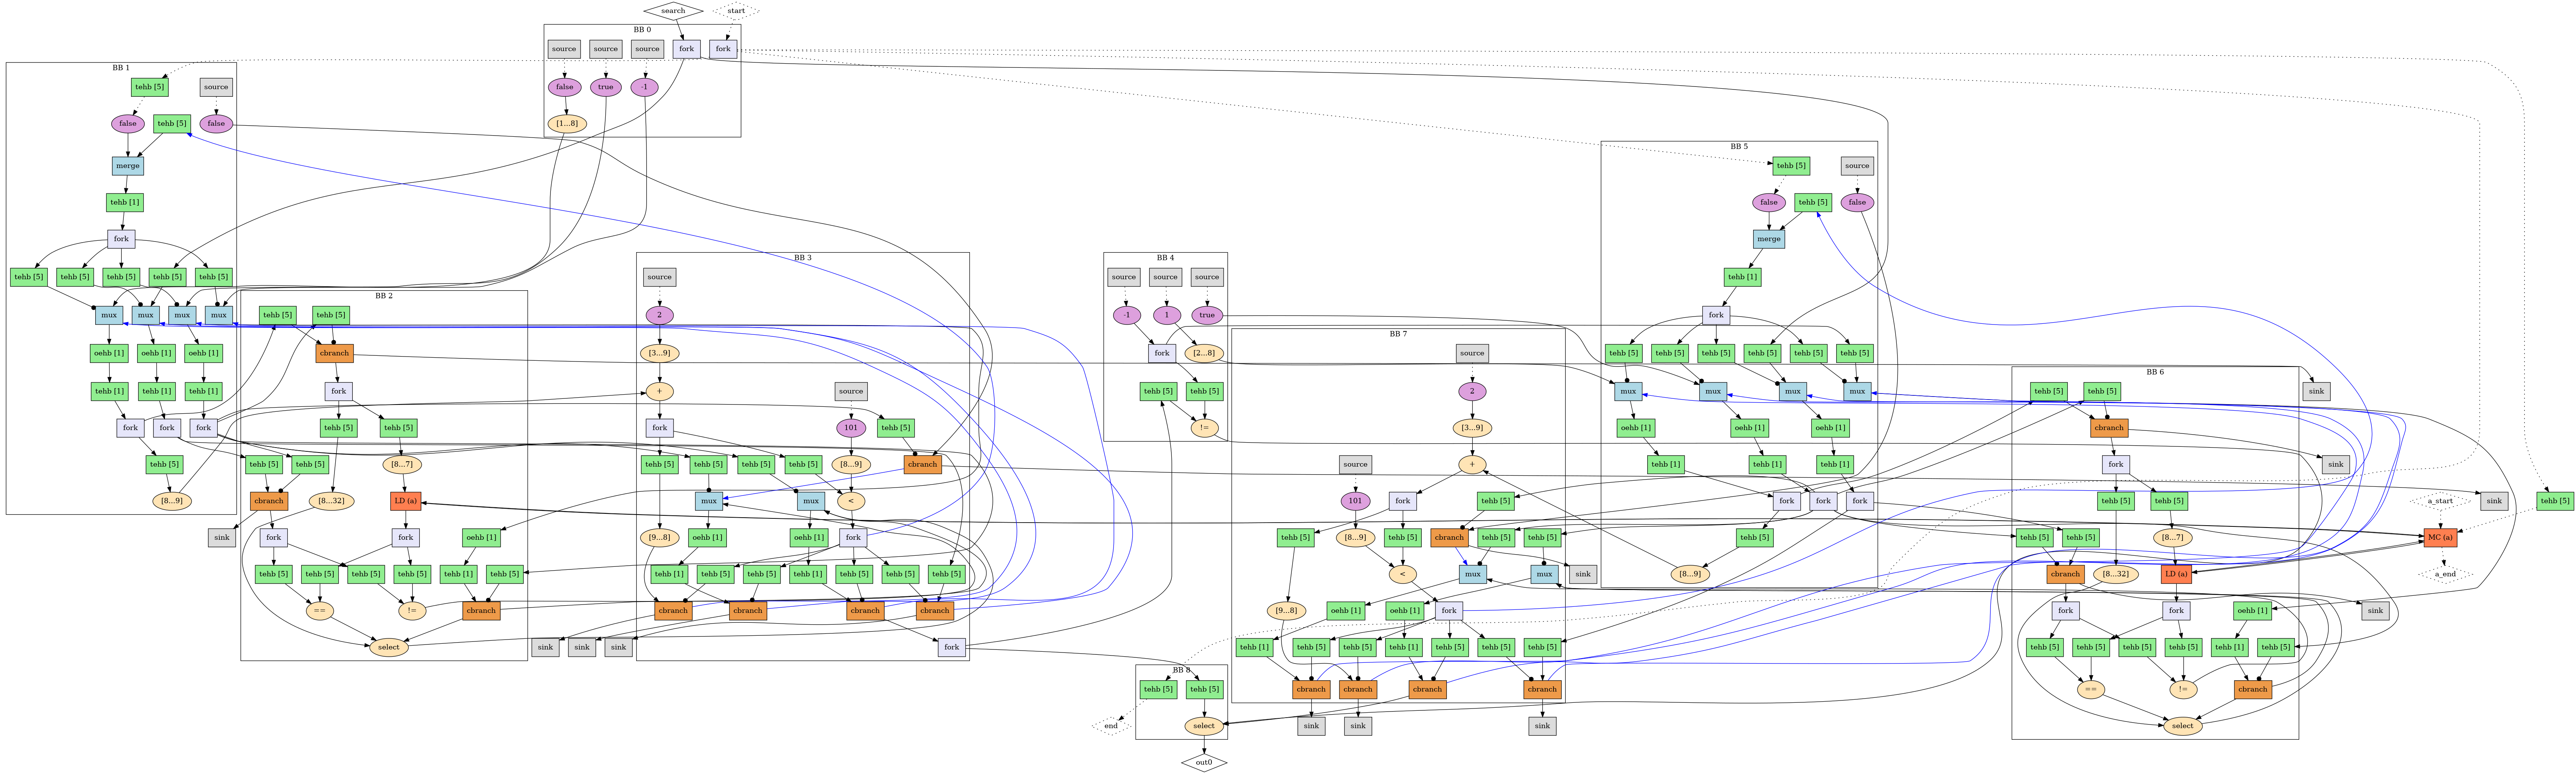 search start
BB 0
source source source fork fork
false true -1
[1...8]
BB 1
tehb [5] source
false tehb [5] false
merge
tehb [1]
fork
tehb [5] tehb [5] tehb [5] tehb [5] tehb [5]
mux mux mux mux
oehb [1] oehb [1] oehb [1]
tehb [1] tehb [1] tehb [1]
fork fork fork
tehb [5]
[8...9]
BB 2
tehb [5] tehb [5]
cbranch
fork
tehb [5] tehb [5]
tehb [5] tehb [5] [8...7]
cbranch [8...32] LD (a)
sink fork fork oehb [1]
tehb [5] tehb [5] tehb [5] tehb [5] tehb [1] tehb [5]
== != cbranch
select
BB 3
source
2
[3...9]
+ source
fork 101 tehb [5]
tehb [5] tehb [5] tehb [5] tehb [5] [8...9] cbranch
mux mux <
[9...8] oehb [1] oehb [1] fork
tehb [1] tehb [5] tehb [5] tehb [1] tehb [5] tehb [5] tehb [5]
cbranch cbranch cbranch cbranch
sink sink sink fork
BB 4
source source source
-1 1 true
fork [2...8]
tehb [5] tehb [5]
!=
BB 5
tehb [5] source
false tehb [5] false
merge
tehb [1]
fork
tehb [5] tehb [5] tehb [5] tehb [5] tehb [5] tehb [5]
mux mux mux mux
oehb [1] oehb [1] oehb [1]
tehb [1] tehb [1] tehb [1]
fork fork fork
tehb [5]
[8...9]
BB 7
source
2
[3...9]
source +
101 fork tehb [5]
tehb [5] [8...9] tehb [5] cbranch tehb [5] tehb [5]
< mux mux sink
[9...8] oehb [1] oehb [1] fork
tehb [1] tehb [5] tehb [5] tehb [1] tehb [5] tehb [5] tehb [5]
cbranch cbranch cbranch cbranch
sink sink sink
BB 6
sink
tehb [5] tehb [5]
cbranch
fork sink
tehb [5] tehb [5] sink
tehb [5] tehb [5] [8...7]
cbranch [8...32] LD (a)
fork fork oehb [1] sink
tehb [5] tehb [5] tehb [5] tehb [5] tehb [1] tehb [5]
== != cbranch
select
a_start tehb [5]
MC (a)
a_end
BB 8
tehb [5] tehb [5]
end select
out0